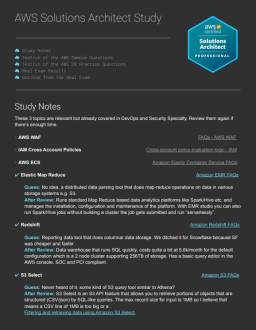 AWS Solutions Architect Study
aws
certified
Solutions
Architect
PROFESSIONAL
Study Notes
Testrun of the AWS Sample Questions
Testrun of the AWS SB Practice Questions
Real Exam Results
Gotchas from the Real Exam
Study Notes
These 3 topics are relevant but already covered in DevOps and Security Specialty. Review them again if
there's enough time.
AWS WAF FAQs - AWS WAF
IAM Cross Account Policies Cross-account policy evaluation logic - IAM
AWS ECS Amazon Elastic Container Service FAQs
✓ Elastic Map Reduce Amazon EMR FAQs
Guess: No idea, a distributed data parsing tool that does map-reduce operations on data in various
storage systems e.g. S3.
After Review: Runs standard Map Reduce based data analytics platforms like Spark/Hive etc. and
manages the installation, configuration and maintenance of the platform. With EMR studio you can also
run Spark/Hive jobs without building a cluster the job gets submitted and run "serverlessly".
✓ Redshift Amazon Redshift FAQs
Guess: Reporting data tool that does columnar data storage. We ditched it for Snowflake because SF
was cheaper and faster
After Review: Data warehouse that runs SQL quickly, costs quite a bit at 5.8k/month for the default
configuration which is a 2 node cluster supporting 256TB of storage. Has a basic query editor in the
AWS console. SOC and PCI compliant.
✓ S3 Select Amazon S3 FAQs
Guess: Never heard of it, some kind of S3 query tool similar to Athena?
After Review: S3 Select is an S3 API feature that allows you to retrieve portions of objects that are
structured (CSV/json) by SQL-like queries. The max record size for input is 1MB so I believe that
means a CSV line of 1MB is too big or a .
Filtering and retrieving data using Amazon S3 Select.